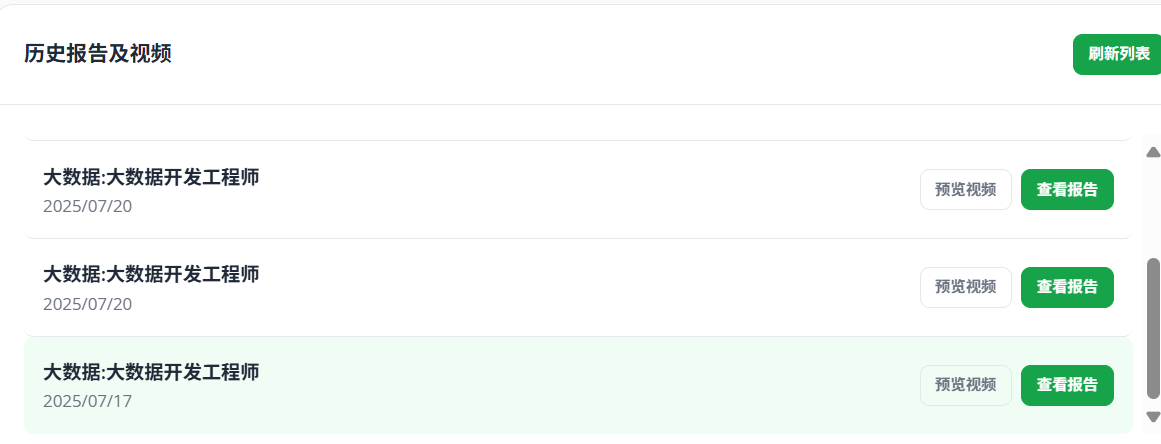 历史报告及视频
刷新列表
大数据:大数据开发工程师
2025/07/20
预览视频
查看报告
大数据:大数据开发工程师
2025/07/20
预览视频
查看报告
大数据:大数据开发工程师
2025/07/17
预览视频
查看报告